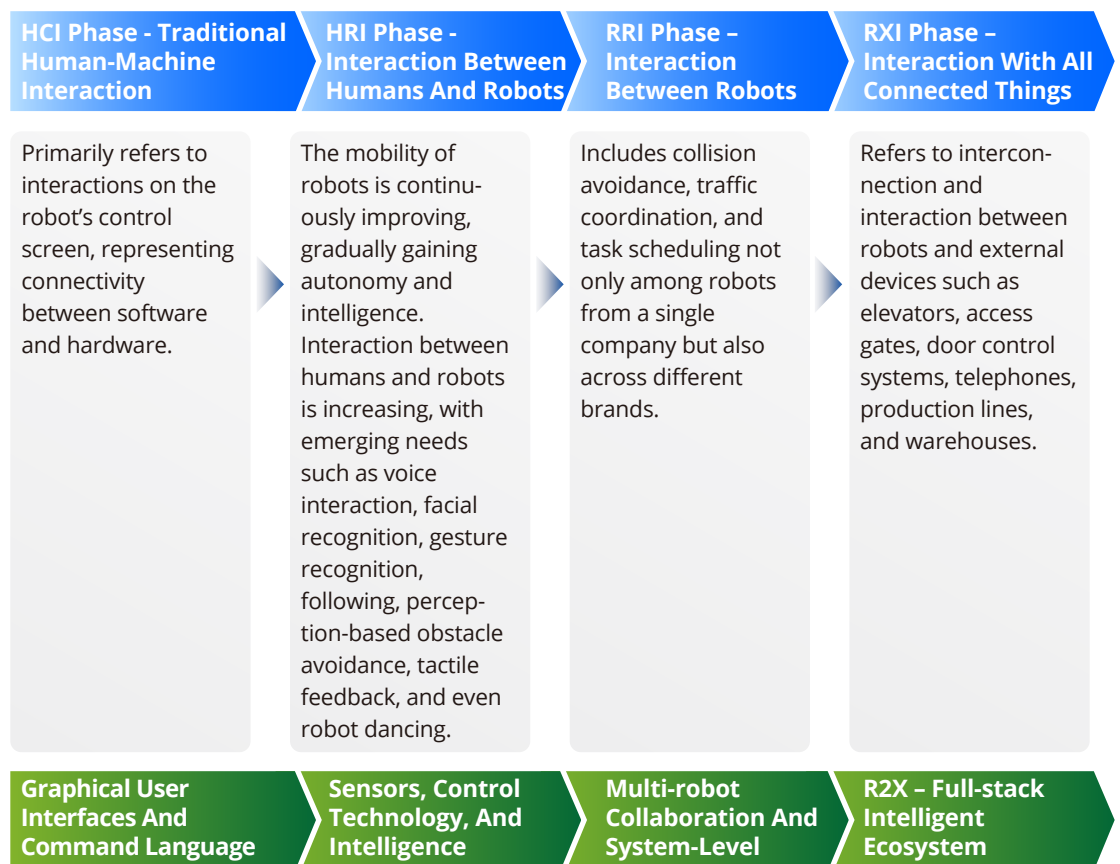 HCI Phase - Traditional
Human-Machine
Interaction
HRI Phase -
Interaction Between
Humans And Robots
RRI Phase –
Interaction
Between Robots
RXI Phase –
Interaction With All
Connected Things
Primarily refers to
interactions on the
robot’s control
screen, representing
connectivity
between software
and hardware.
The mobility of
robots is continu-
ously improving,
gradually gaining
autonomy and
intelligence.
Interaction between
humans and robots
is increasing, with
emerging needs
such as voice
interaction, facial
recognition, gesture
recognition,
following, percep-
tion-based obstacle
avoidance, tactile
feedback, and even
robot dancing.
Includes collision
avoidance, traffic
coordination, and
task scheduling not
only among robots
from a single
company but also
across different
brands.
Refers to intercon-
nection and
interaction between
robots and external
devices such as
elevators, access
gates, door control
systems, telephones,
production lines,
and warehouses.
Graphical User
Interfaces And
Command Language
Sensors, Control
Technology, And
Intelligence
Multi-robot
Collaboration And
System-Level
R2X – Full-stack
Intelligent
Ecosystem